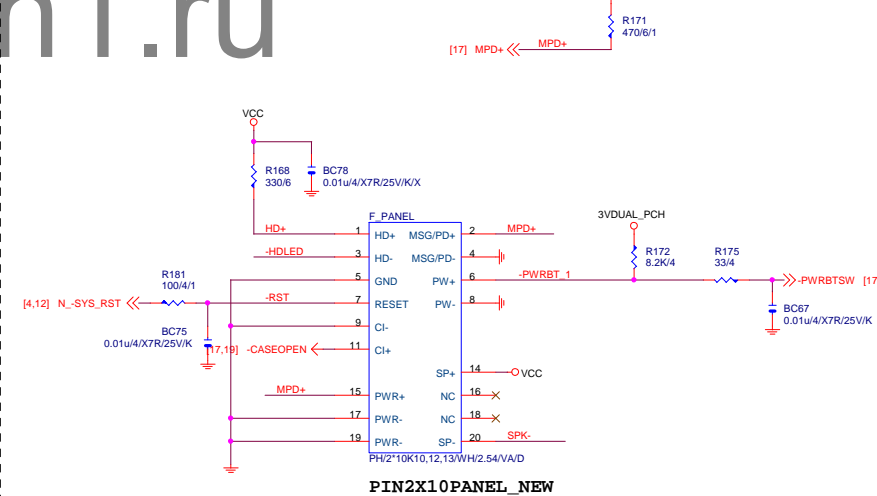 n1.ru
R171
470/6/1
[17] MPD+ MPD+
VCC
R168
330/6
BC78
0.01u/4/X7R/25V/K/X
F_PANEL
3VDUAL_PCH
HD+ 1 HD+ MSG/PD+ 2 MPD+
R172
8.2K/4
R175
33/4
-HDLED 3 HD- MSG/PD- 4
5 GND PW+ 6 -PWRBT_1 -PWRBTSW [17
R181
100/4/1
[4,12] N_-SYS_RST -RST 7 RESET PW- 8
BC67
0.01u/4/X7R/25V/K
9 CI-
BC75
0.01u/4/X7R/25V/K
[17,19] -CASEOPEN 11 CI+
SP+ 14 VCC
MPD+ 15 PWR+ NC 16
17 PWR- NC 18
19 PWR- SP- 20 SPK-
PH/2*10K10,12,13/WH/2.54/VA/D
PIN2X10PANEL_NEW